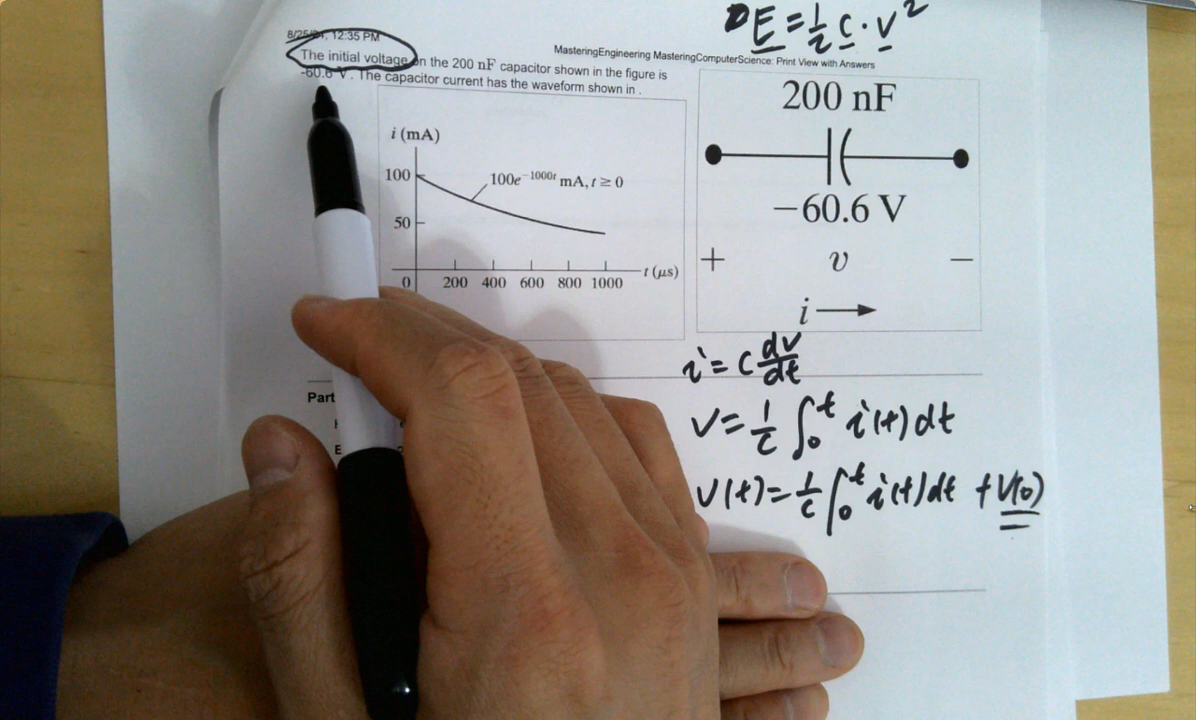 E = 1/2 C · V²
8/25/21, 12:35 PM
MasteringEngineering MasteringComputerScience: Print View with Answers
The initial voltage on the 200 nF capacitor shown in the figure is
-60.6 V . The capacitor current has the waveform shown in .
i (mA)
100
100e^−1000t mA, t ≥ 0
50
0 200 400 600 800 1000 t (μs)
200 nF
−60.6 V
+ v −
i →
i = C dv/dt
V = 1/C ∫₀ᵗ i(t) dt
V(t) = 1/C ∫₀ᵗ i(t) dt + V(0)
Part